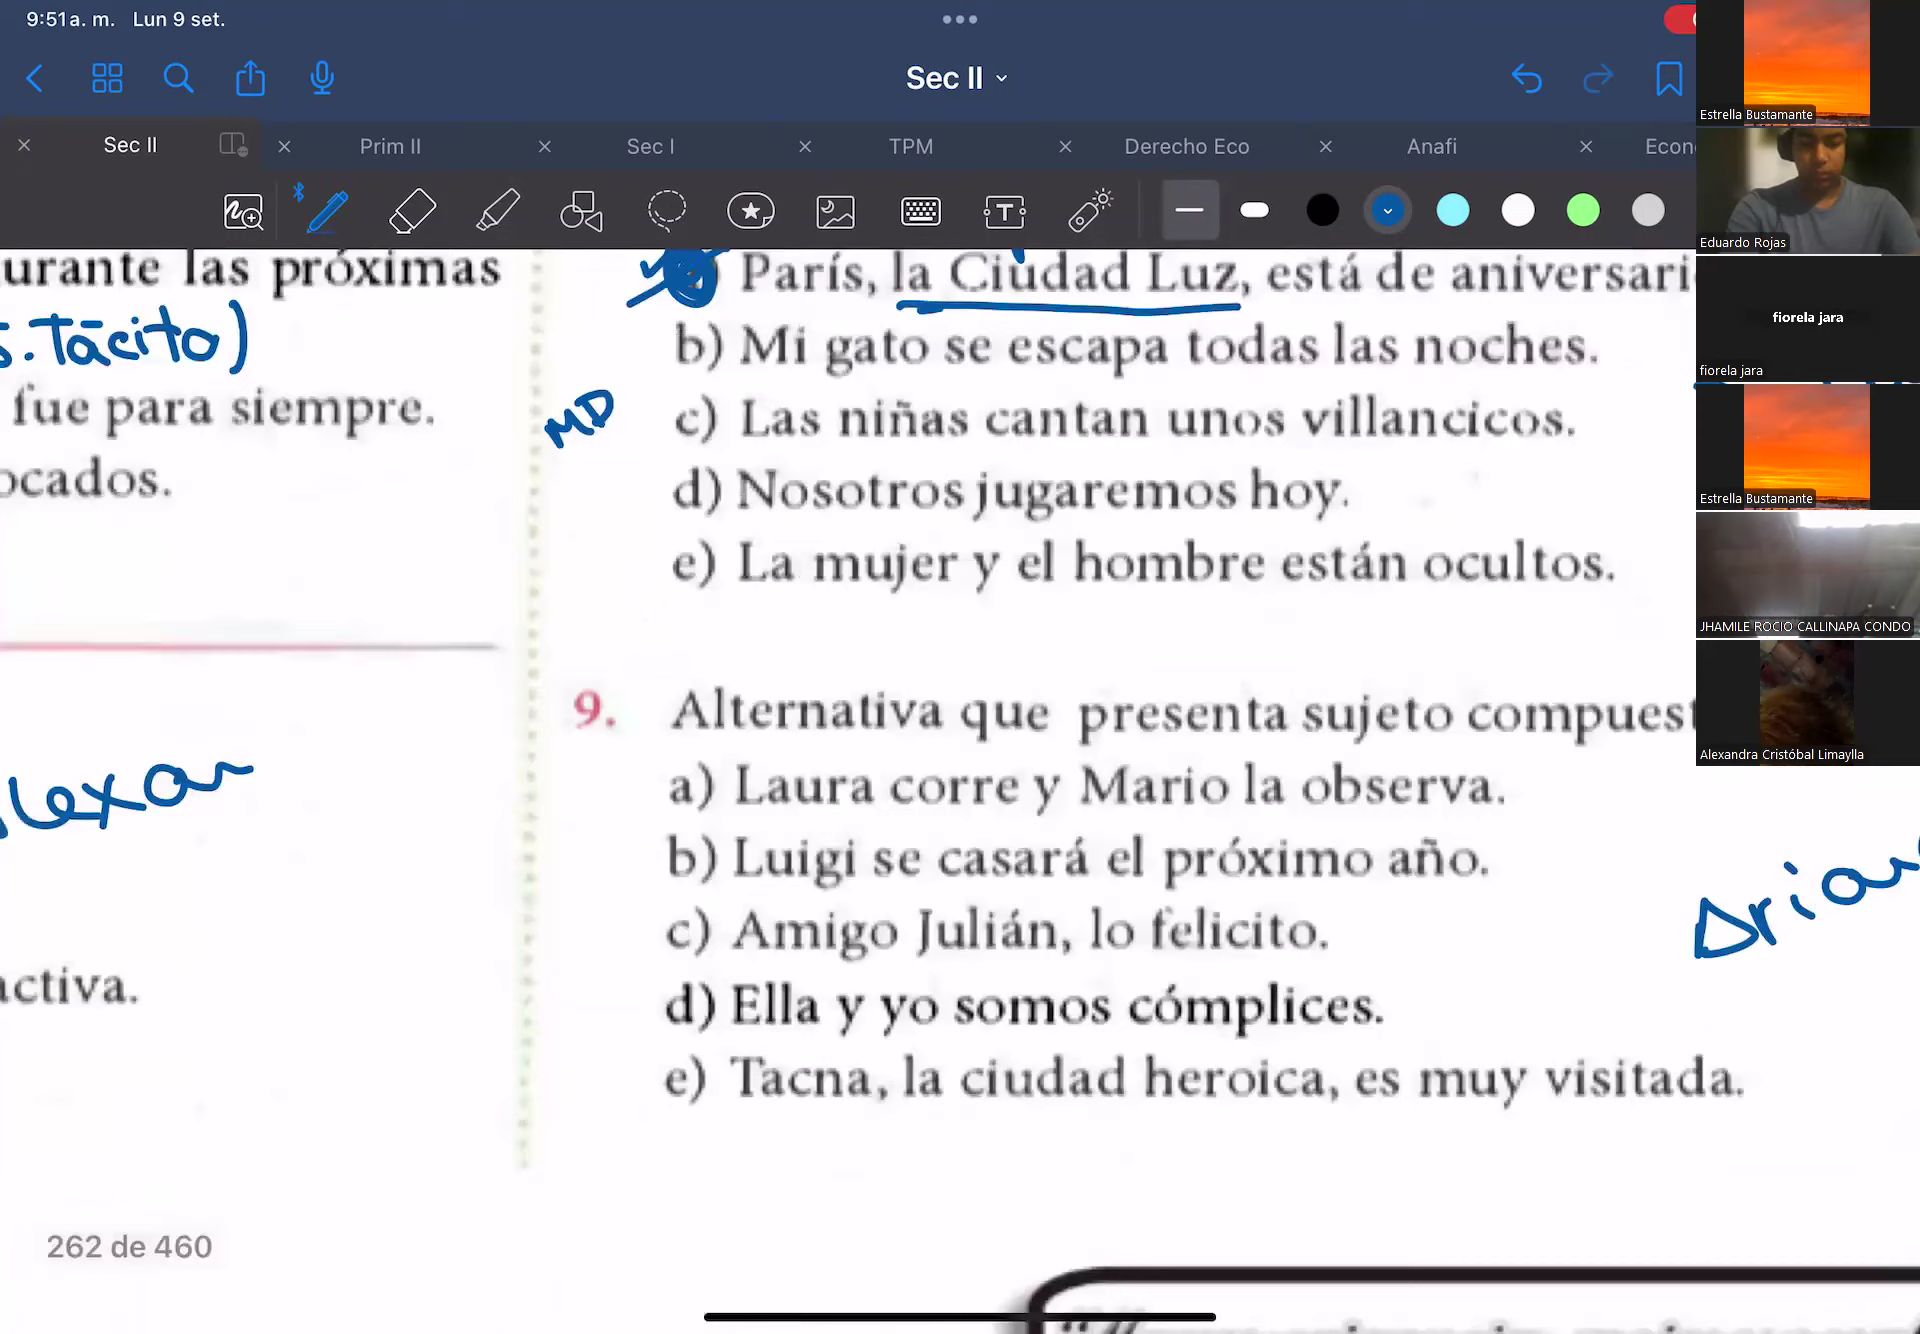 9:51 a. m. Lun 9 set.
Sec II
Sec II
Prim II
Sec I
TPM
Derecho Eco
Anafi
Econ
urante las próximas
s. Tácito)
fue para siempre.
ocados.
lexan
activa.
París, la Ciudad Luz, está de aniversari
b) Mi gato se escapa todas las noches.
MD
c) Las niñas cantan unos villancicos.
d) Nosotros jugaremos hoy.
e) La mujer y el hombre están ocultos.
9. Alternativa que presenta sujeto compuest
a) Laura corre y Mario la observa.
b) Luigi se casará el próximo año.
c) Amigo Julián, lo felicito.
d) Ella y yo somos cómplices.
e) Tacna, la ciudad heroica, es muy visitada.
Arian
262 de 460
Estrella Bustamante
Eduardo Rojas
fiorela jara
fiorela jara
Estrella Bustamante
JHAMILE ROCIO CALLINAPA CONDO
Alexandra Cristóbal Limaylla